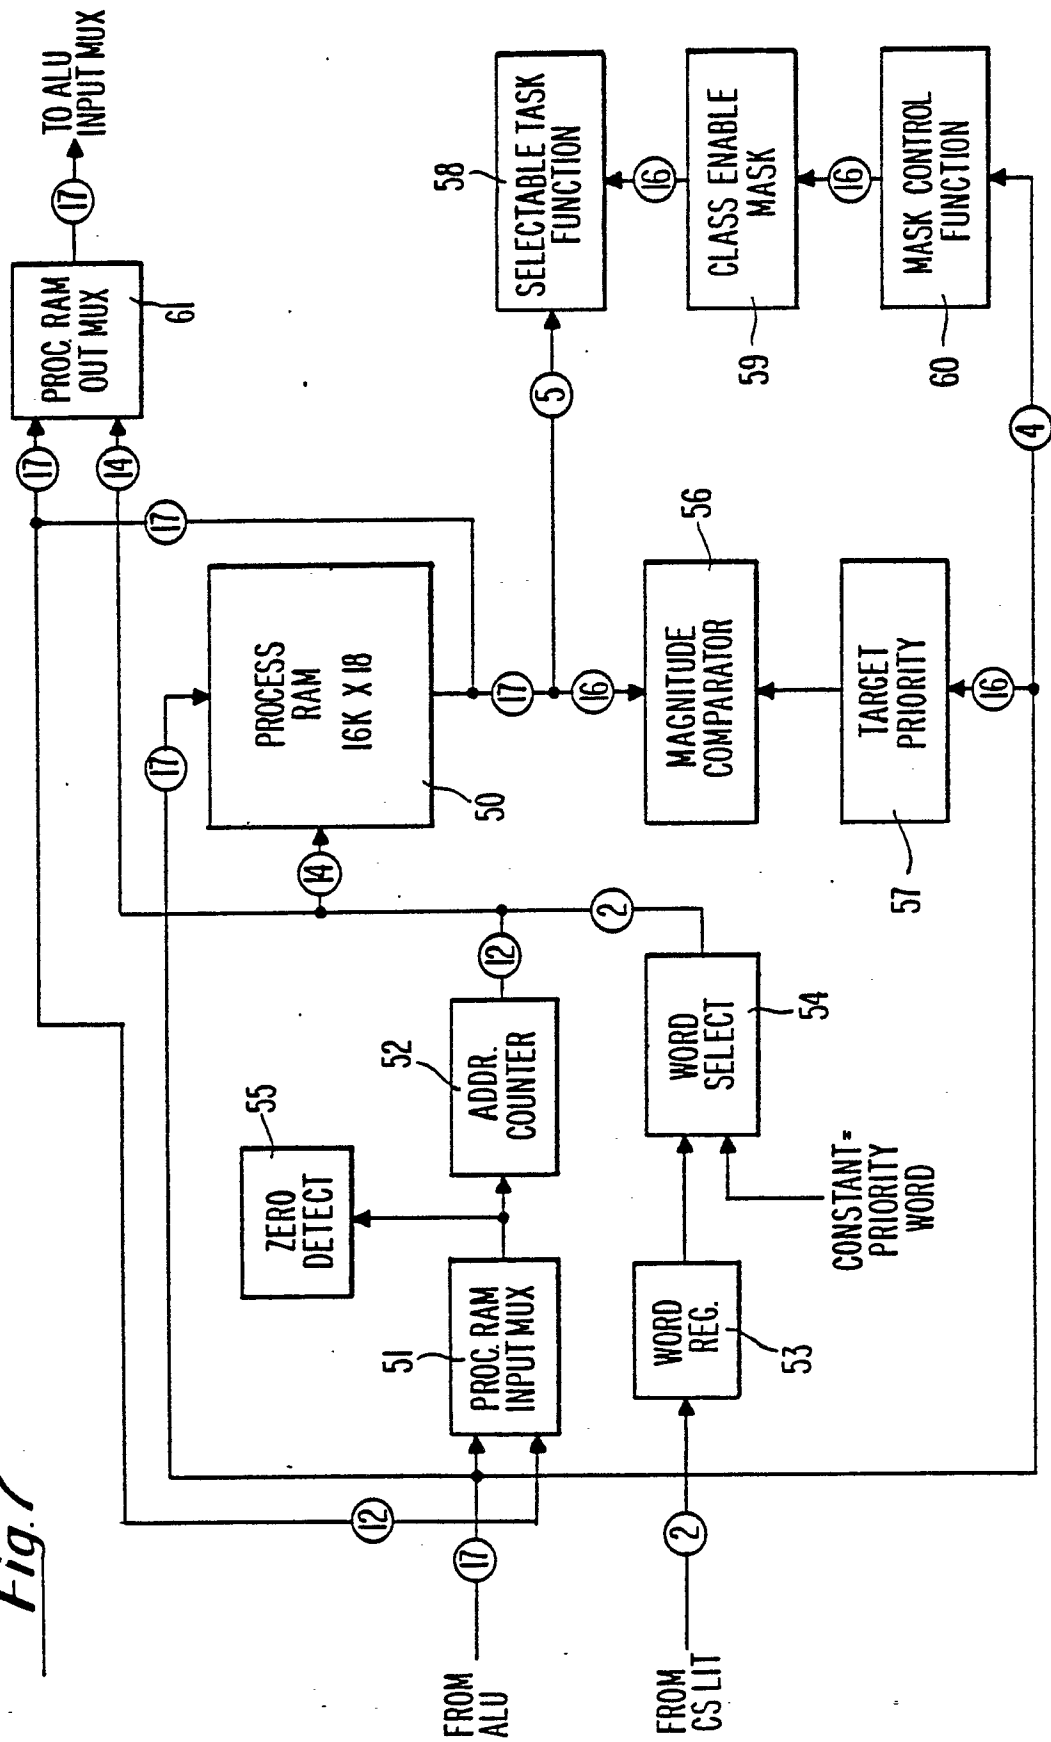 Fig. 7
FROM
ALU
17
12
FROM
CS LIT
2
PROC. RAM
INPUT MUX
51
ZERO
DETECT
55
ADDR.
COUNTER
52
12
WORD
REG.
53
WORD
SELECT
54
CONSTANT=
PRIORITY
WORD
2
14
17
PROCESS
RAM
16K X 18
50
17
17
14
17
PROC. RAM
OUT MUX
61
17
TO ALU
INPUT MUX
16
MAGNITUDE
COMPARATOR
56
TARGET
PRIORITY
57
16
5
SELECTABLE TASK
FUNCTION
58
16
CLASS ENABLE
MASK
59
16
MASK CONTROL
FUNCTION
60
4